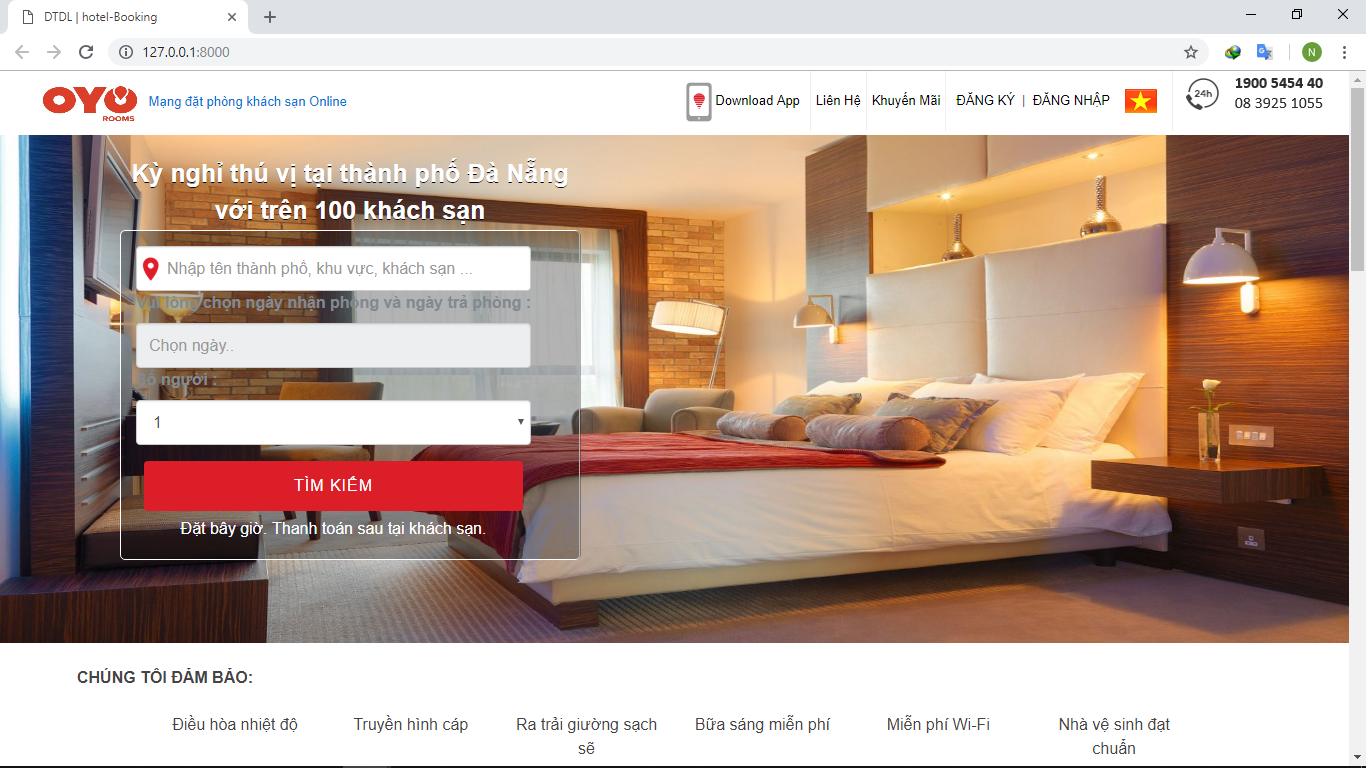 DTDL | hotel-Booking
127.0.0.1:8000
N
OYO
ROOMS
Mạng đặt phòng khách sạn Online
Download App
Liên Hệ
Khuyến Mãi
ĐĂNG KÝ | ĐĂNG NHẬP
24h
1900 5454 40
08 3925 1055
Kỳ nghỉ thú vị tại thành phố Đà Nẵng
với trên 100 khách sạn
Nhập tên thành phố, khu vực, khách sạn ...
Vui lòng chọn ngày nhận phòng và ngày trả phòng :
Chọn ngày..
Số người :
1
TÌM KIẾM
Đặt bây giờ. Thanh toán sau tại khách sạn.
CHÚNG TÔI ĐẢM BẢO:
Điều hòa nhiệt độ
Truyền hình cáp
Ra trải giường sạch
sẽ
Bữa sáng miễn phí
Miễn phí Wi-Fi
Nhà vệ sinh đạt
chuẩn